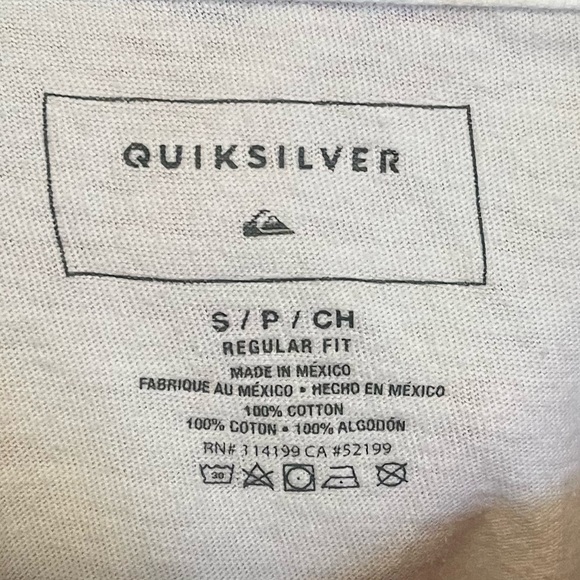 QUIKSILVER
S / P / CH
REGULAR FIT
MADE IN MEXICO
FABRIQUE AU MÉXICO • HECHO EN MÉXICO
100% COTTON
100% COTON • 100% ALGODÓN
RN# 114199 CA #52199
30